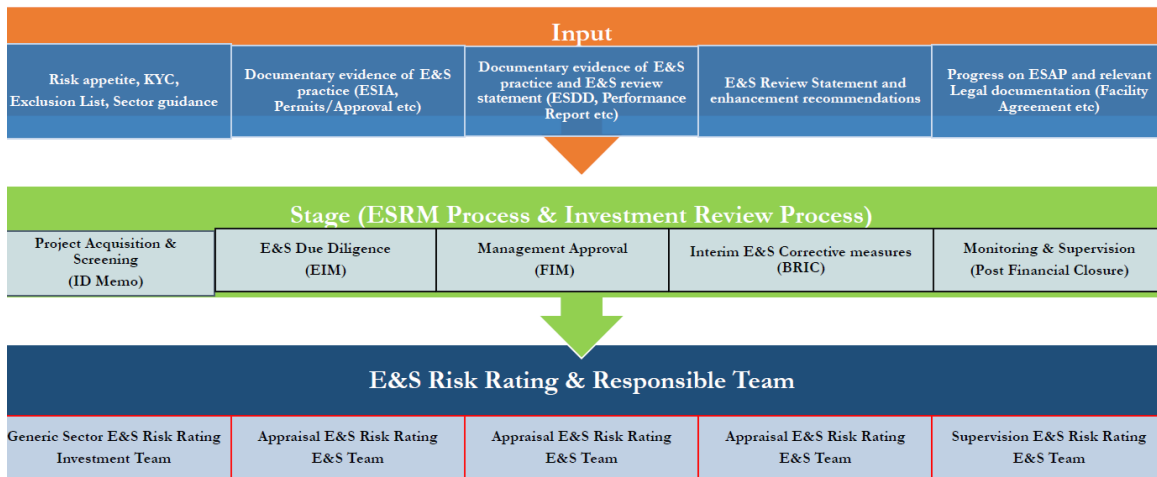 Input
Risk appetite, KYC,
Exclusion List, Sector guidance
Documentary evidence of E&S
practice (ESIA,
Permits/Approval etc)
Documentary evidence of E&S
practice and E&S review
statement (ESDD, Performance
Report etc)
E&S Review Statement and
enhancement recommendations
Progress on ESAP and relevant
Legal documentation (Facility
Agreement etc)
Stage (ESRM Process & Investment Review Process)
Project Acquisition &
Screening
(ID Memo)
E&S Due Diligence
(EIM)
Management Approval
(FIM)
Interim E&S Corrective measures
(BRIC)
Monitoring & Supervision
(Post Financial Closure)
E&S Risk Rating & Responsible Team
Generic Sector E&S Risk Rating
Investment Team
Appraisal E&S Risk Rating
E&S Team
Appraisal E&S Risk Rating
E&S Team
Appraisal E&S Risk Rating
E&S Team
Supervision E&S Risk Rating
E&S Team